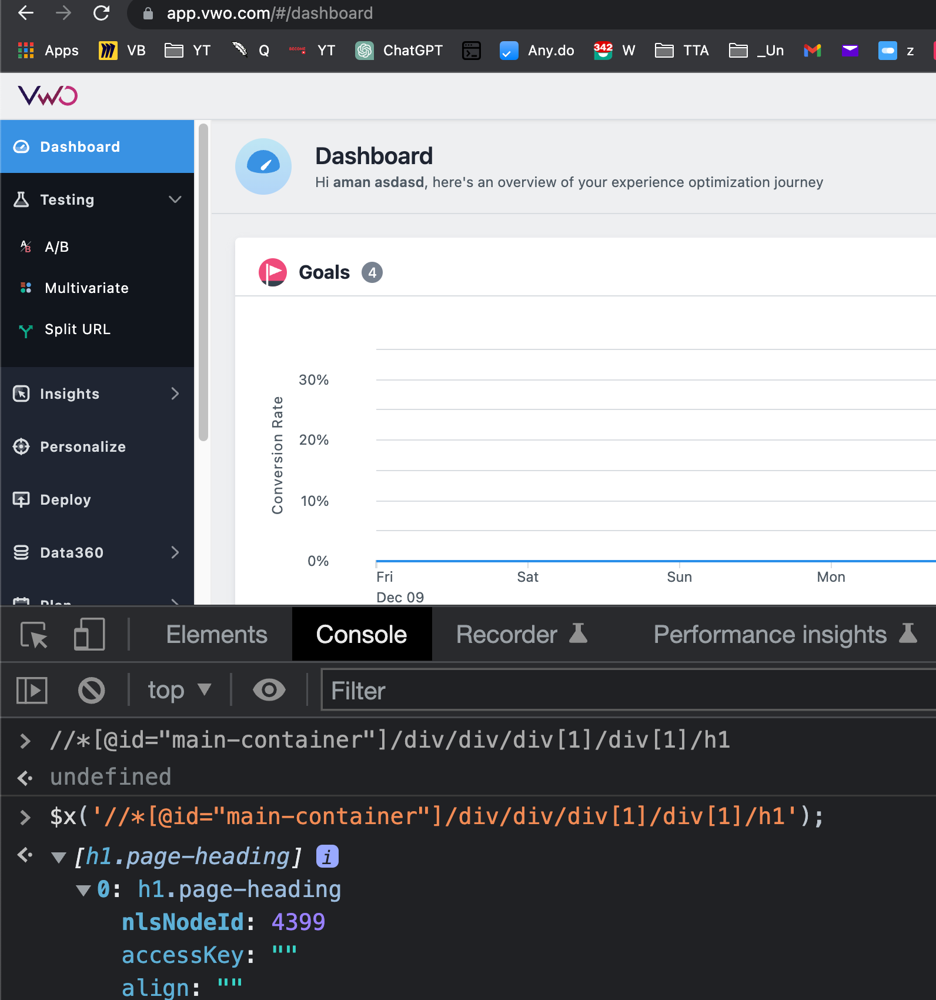 app.vwo.com/#/dashboard
Apps VB YT Q BECOME YT ChatGPT Any.do 342 W TTA _Un z
VWO
Dashboard
Testing
A/B
A/B
Multivariate
Split URL
Insights
Personalize
Deploy
Data360
Plan
Dashboard
Hi aman asdasd, here's an overview of your experience optimization journey
Goals 4
Conversion Rate
30%
20%
10%
0%
Fri Sat Sun Mon
Dec 09
Elements Console Recorder Performance insights
top ▼ Filter
> //*[@id="main-container"]/div/div/div[1]/div[1]/h1
undefined
> $x('//*[@id="main-container"]/div/div/div[1]/div[1]/h1');
▼ [h1.page-heading] i
▼ 0: h1.page-heading
nlsNodeId: 4399
accessKey: ""
align: ""